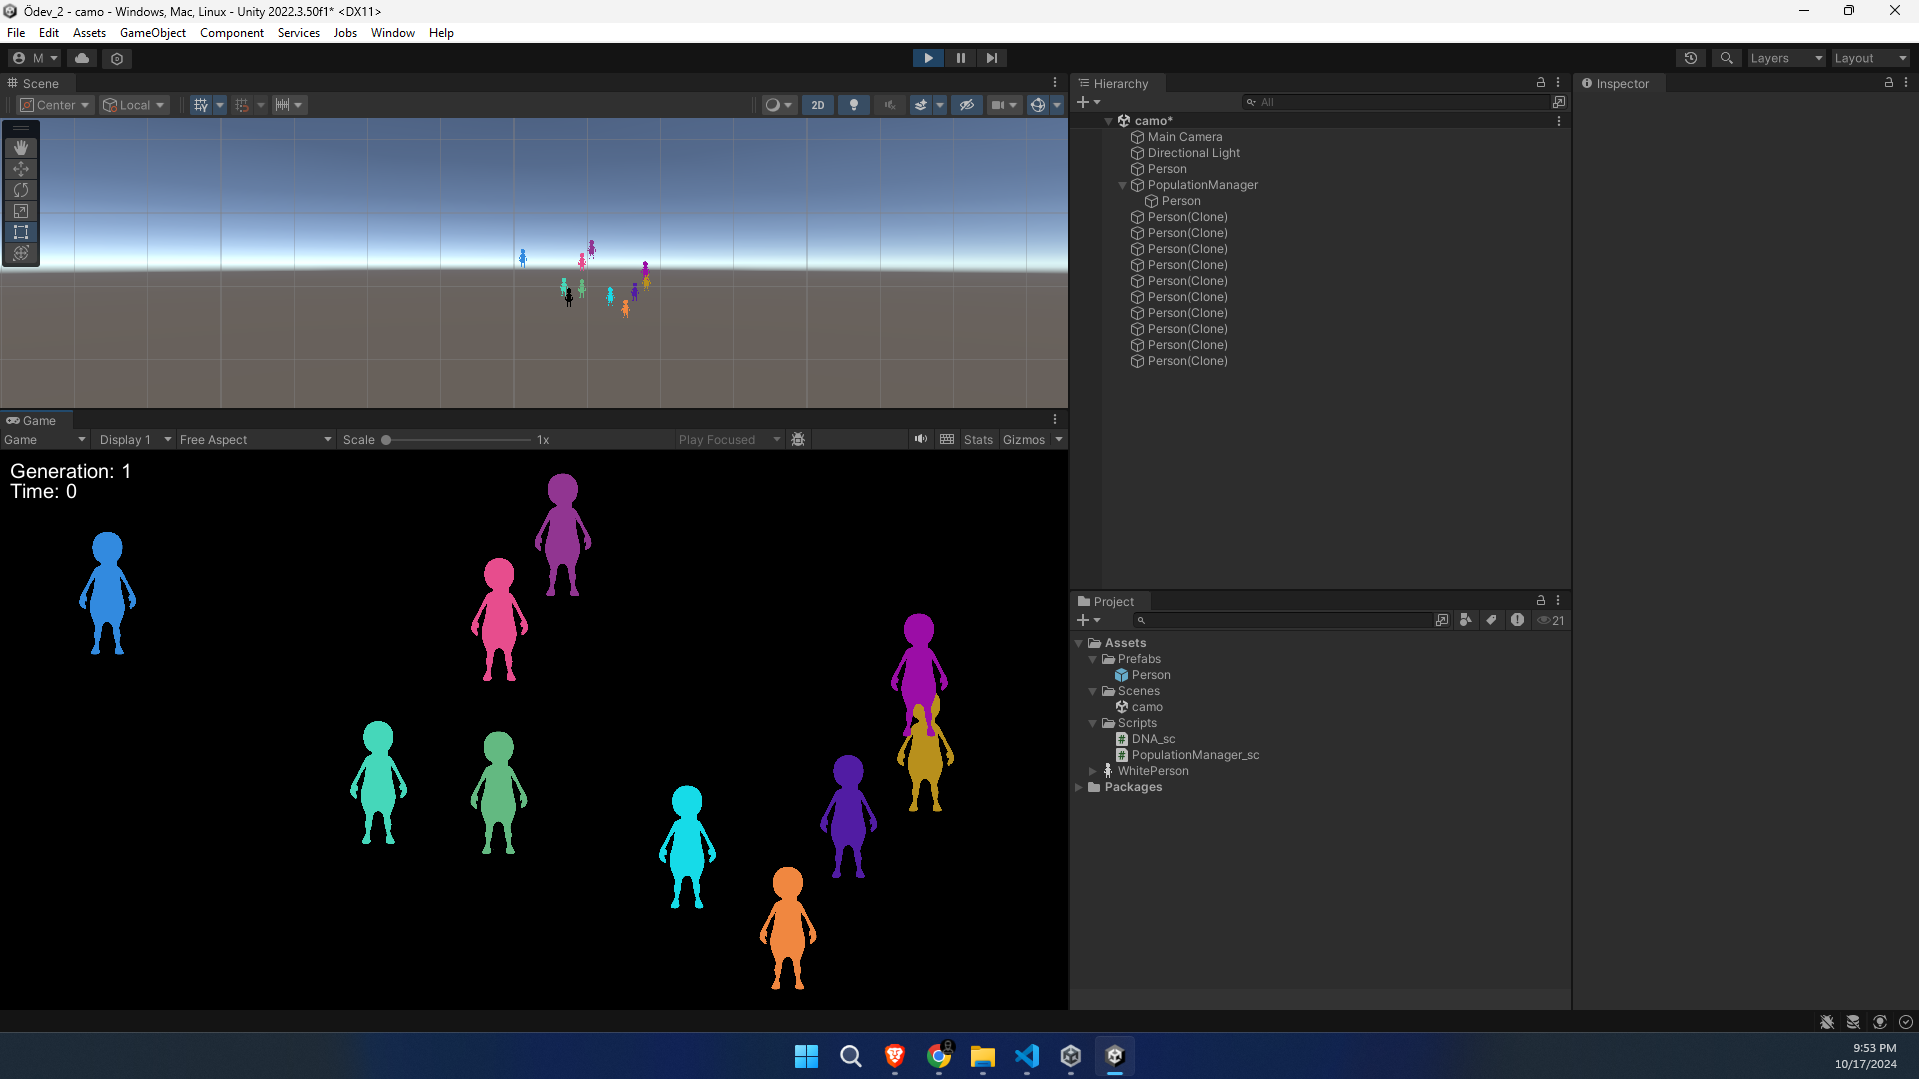 Ödev_2 - camo - Windows, Mac, Linux - Unity 2022.3.50f1* <DX11>
File Edit Assets GameObject Component Services Jobs Window Help
M
Layers Layout
Scene
Center Local
2D
Hierarchy
All
camo*
Main Camera
Directional Light
Person
PopulationManager
Person
Person(Clone)
Person(Clone)
Person(Clone)
Person(Clone)
Person(Clone)
Person(Clone)
Person(Clone)
Person(Clone)
Person(Clone)
Person(Clone)
Inspector
Game
Game Display 1 Free Aspect Scale 1x Play Focused Stats Gizmos
Generation: 1
Time: 0
Project
21
Assets
Prefabs
Person
Scenes
camo
Scripts
DNA_sc
PopulationManager_sc
WhitePerson
Packages
9:53 PM
10/17/2024